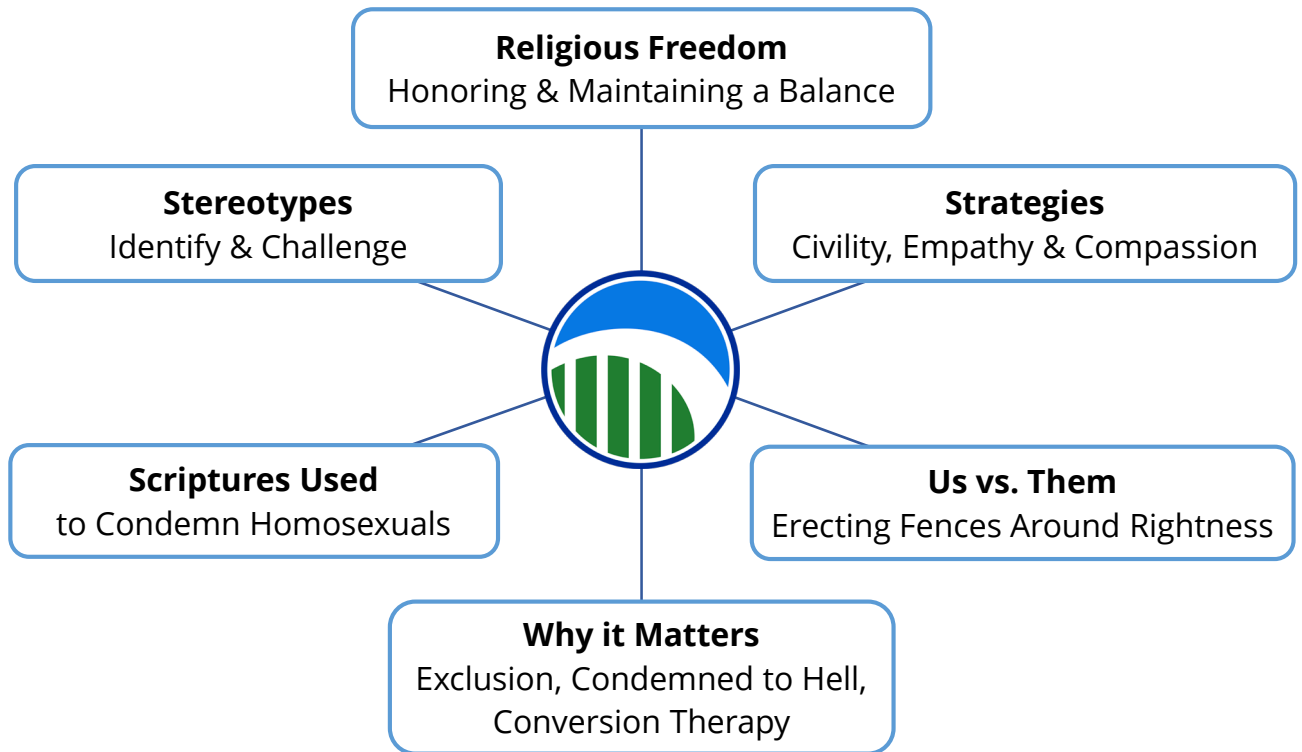 Religious Freedom
Honoring & Maintaining a Balance
Stereotypes
Identify & Challenge
Strategies
Civility, Empathy & Compassion
Scriptures Used
to Condemn Homosexuals
Us vs. Them
Erecting Fences Around Rightness
Why it Matters
Exclusion, Condemned to Hell,
Conversion Therapy